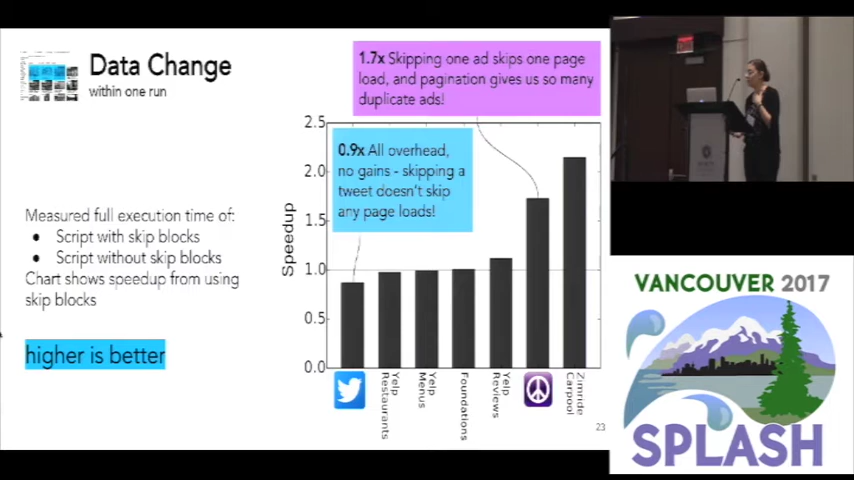 Data Change
within one run
1.7x Skipping one ad skips one page
load, and pagination gives us so many
duplicate ads!
0.9x All overhead,
no gains - skipping a
tweet doesn't skip
any page loads!
Measured full execution time of:
● Script with skip blocks
● Script without skip blocks
Chart shows speedup from using
skip blocks
higher is better
Speedup
2.5
2.0
1.5
1.0
0.5
0.0
Yelp
Restaurants
Yelp
Menus
Foundations
Yelp
Reviews
Zimride
Carpool
23
VANCOUVER 2017
SPLASH